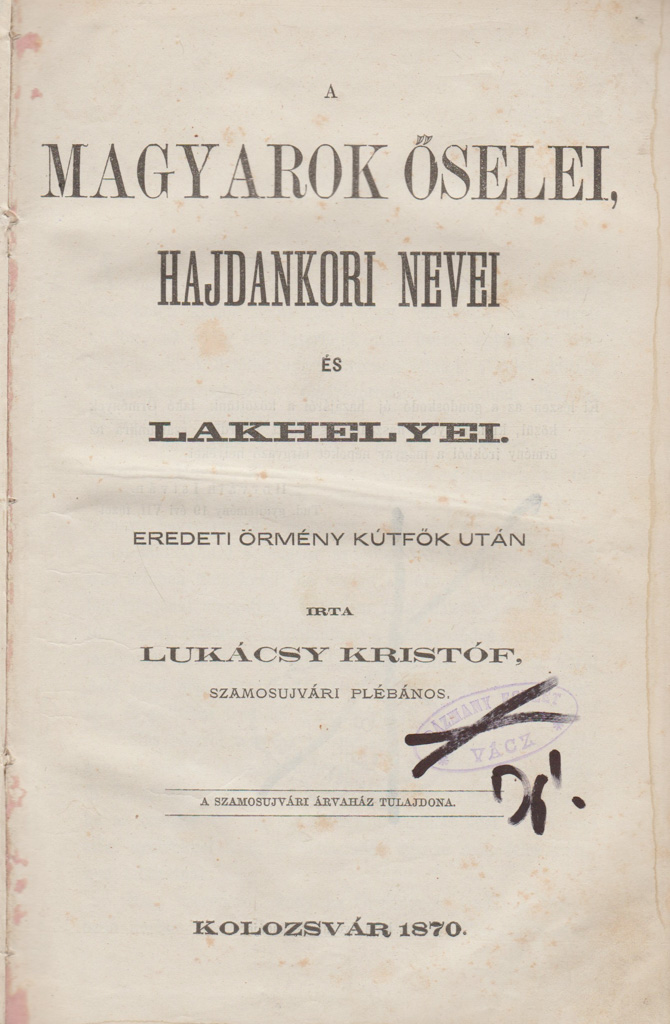 A
MAGYAROK ŐSELEI,
HAJDANKORI NEVEI
ÉS
LAKHELYEI.
EREDETI ÖRMÉNY KÚTFŐK UTÁN
IRTA
LUKÁCSY KRISTÓF,
SZAMOSUJVÁRI PLÉBÁNOS.
VÁCZ
A SZAMOSUJVÁRI ÁRVAHÁZ TULAJDONA.
KOLOZSVÁR 1870.